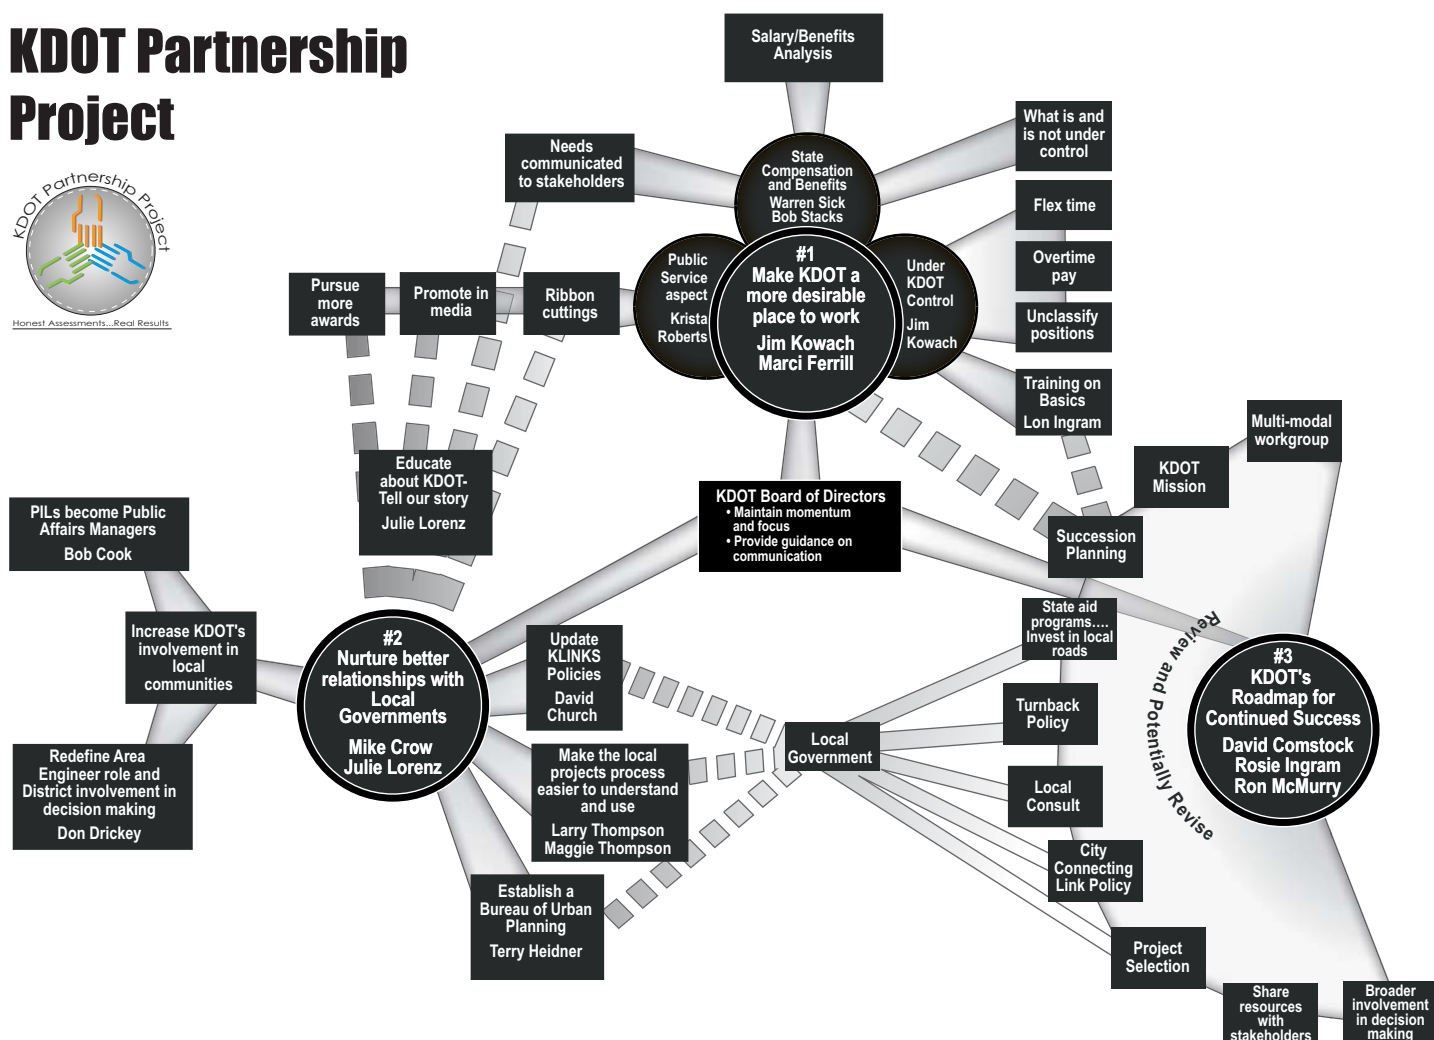 KDOT Partnership
Project
KDOT Partnership Project
Honest Assessments...Real Results
Salary/Benefits
Analysis
Needs
communicated
to stakeholders
State
Compensation
and Benefits
Warren Sick
Bob Stacks
What is and
is not under
control
Flex time
Overtime
pay
Unclassify
positions
Training on
Basics
Lon Ingram
Pursue
more
awards
Promote in
media
Ribbon
cuttings
Public
Service
aspect
Krista
Roberts
#1
Make KDOT a
more desirable
place to work
Jim Kowach
Marci Ferrill
Under
KDOT
Control
Jim
Kowach
Educate
about KDOT-
Tell our story
Julie Lorenz
KDOT Board of Directors
• Maintain momentum
and focus
• Provide guidance on
communication
Multi-modal
workgroup
KDOT
Mission
Succession
Planning
PILs become Public
Affairs Managers
Bob Cook
Increase KDOT's
involvement in
local
communities
Redefine Area
Engineer role and
District involvement in
decision making
Don Drickey
#2
Nurture better
relationships with
Local
Governments
Mike Crow
Julie Lorenz
Update
KLINKS
Policies
David
Church
Make the local
projects process
easier to understand
and use
Larry Thompson
Maggie Thompson
Establish a
Bureau of Urban
Planning
Terry Heidner
Local
Government
State aid
programs....
Invest in local
roads
Turnback
Policy
Local
Consult
City
Connecting
Link Policy
Project
Selection
Share
resources
with
stakeholders
Broader
involvement
in decision
making
Review and Potentially Revise
#3
KDOT's
Roadmap for
Continued Success
David Comstock
Rosie Ingram
Ron McMurry